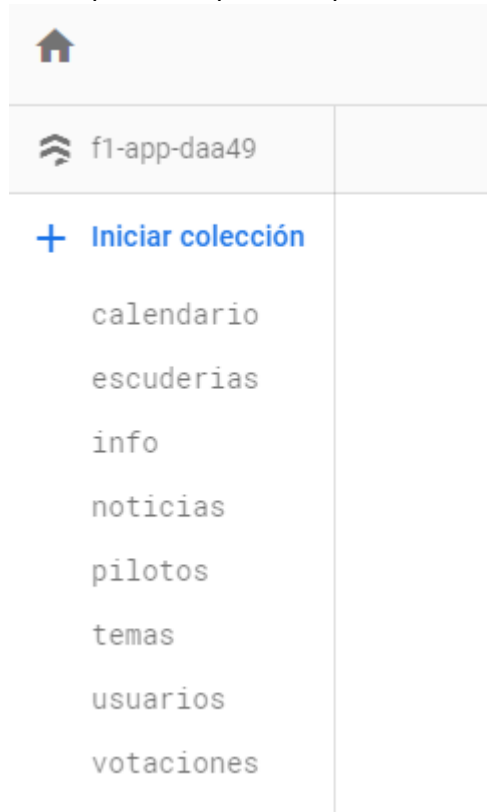 f1-app-daa49
Iniciar colección
calendario
escuderias
info
noticias
pilotos
temas
usuarios
votaciones